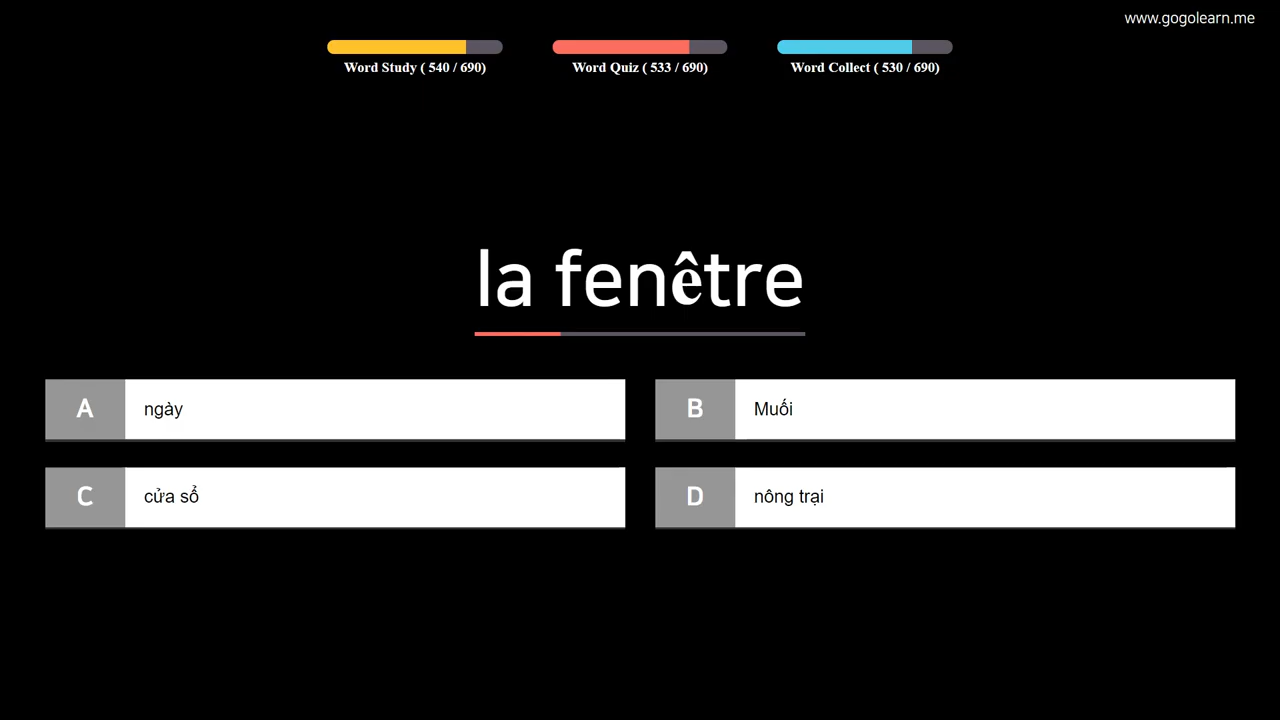 www.gogolearn.me
Word Study ( 540 / 690)
Word Quiz ( 533 / 690)
Word Collect ( 530 / 690)
la fenêtre
A ngày
B Muối
C cửa sổ
D nông trại